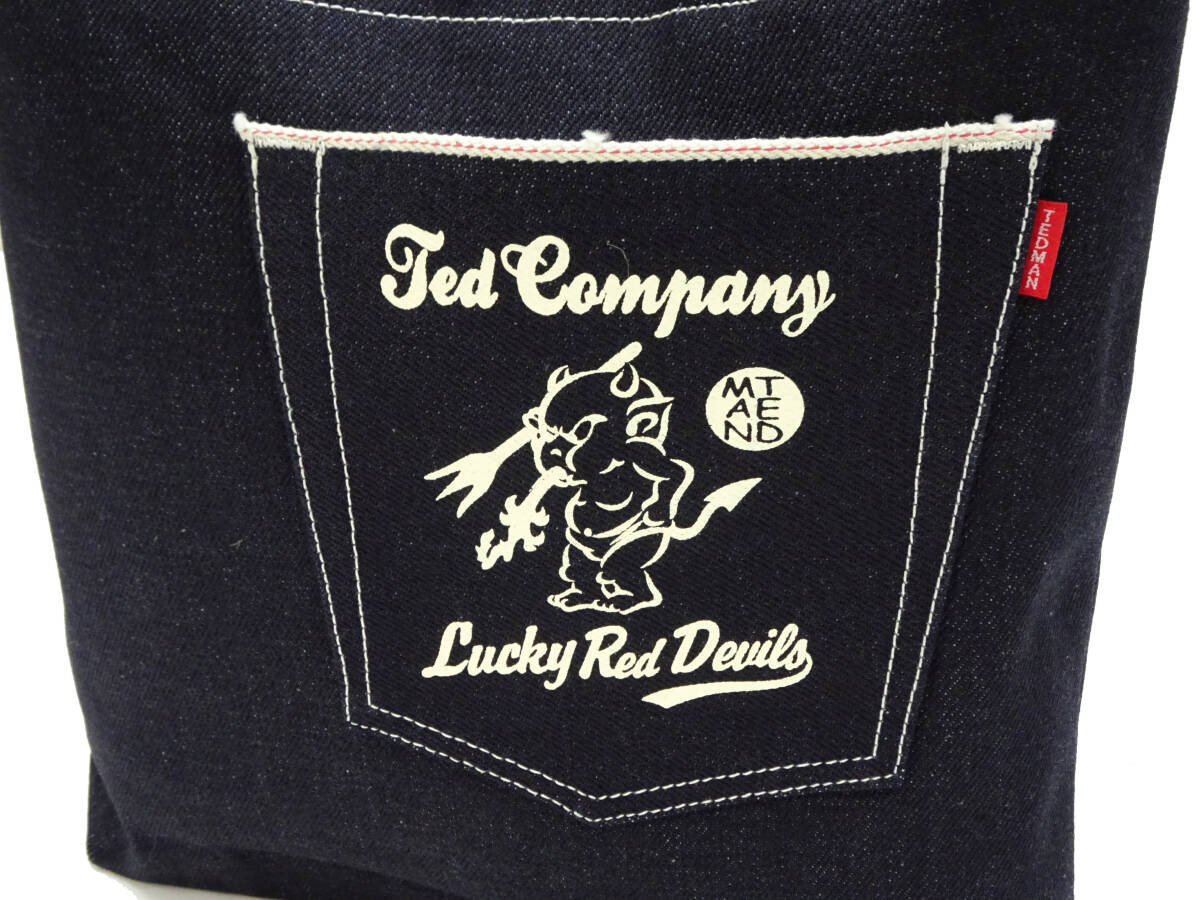 Ted Company
TEDMAN
MT
AE
ND
Lucky Red Devils